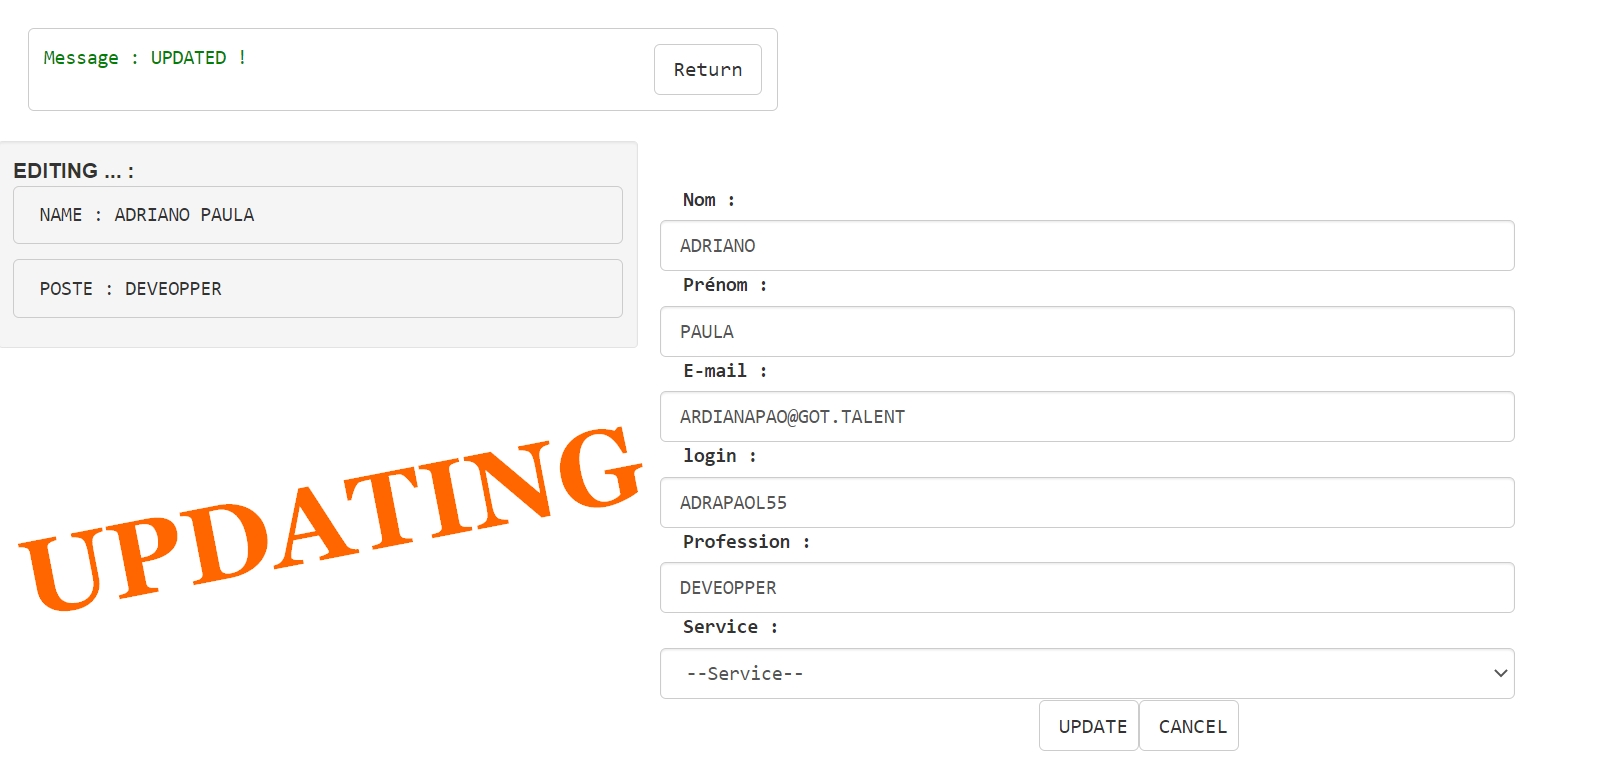 Message : UPDATED !
Return
EDITING ... :
NAME : ADRIANO PAULA
POSTE : DEVEOPPER
UPDATING
Nom :
ADRIANO
Prénom :
PAULA
E-mail :
ARDIANAPAO@GOT.TALENT
login :
ADRAPAOL55
Profession :
DEVEOPPER
Service :
--Service--
UPDATE CANCEL